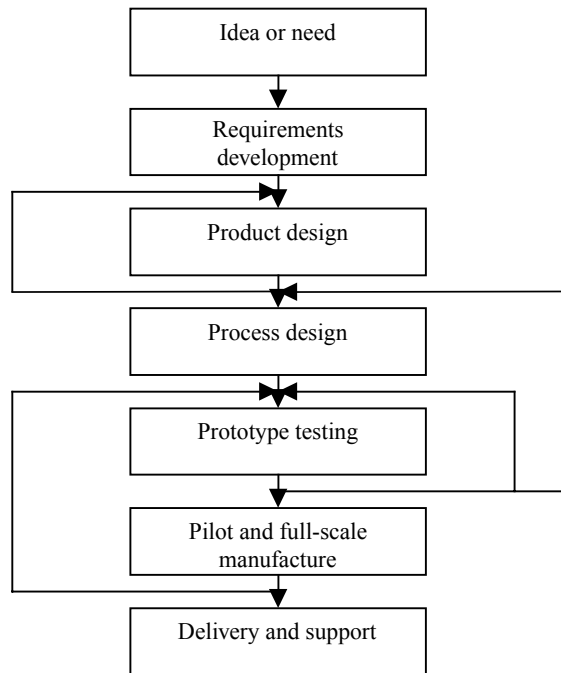 Idea or need
Requirements
development
Product design
Process design
Prototype testing
Pilot and full-scale
manufacture
Delivery and support